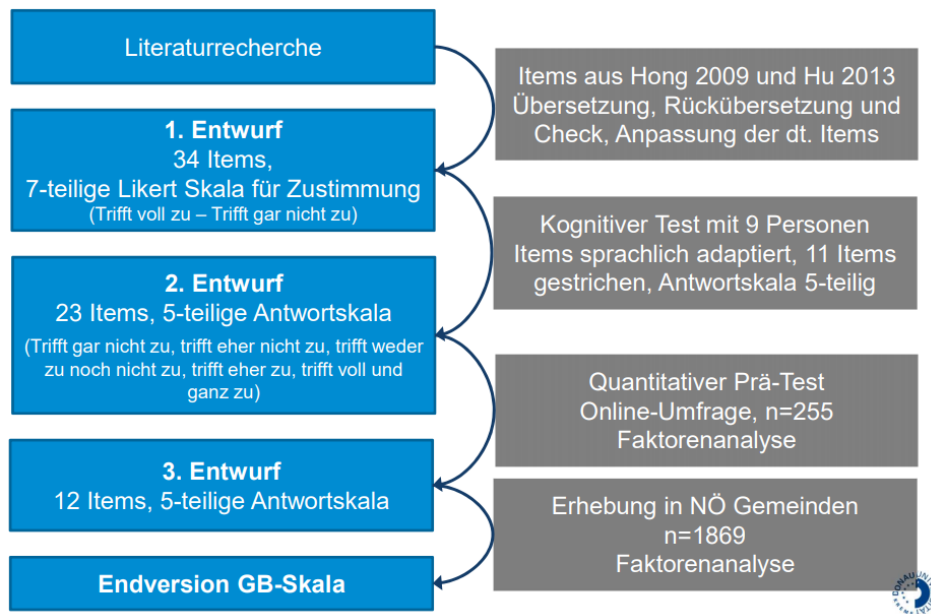 Literaturrecherche
Items aus Hong 2009 und Hu 2013
Übersetzung, Rückübersetzung und
Check, Anpassung der dt. Items
1. Entwurf
34 Items,
7-teilige Likert Skala für Zustimmung
(Trifft voll zu – Trifft gar nicht zu)
Kognitiver Test mit 9 Personen
Items sprachlich adaptiert, 11 Items
gestrichen, Antwortskala 5-teilig
2. Entwurf
23 Items, 5-teilige Antwortskala
(Trifft gar nicht zu, trifft eher nicht zu, trifft weder
zu noch nicht zu, trifft eher zu, trifft voll und
ganz zu)
Quantitativer Prä-Test
Online-Umfrage, n=255
Faktorenanalyse
3. Entwurf
12 Items, 5-teilige Antwortskala
Erhebung in NÖ Gemeinden
n=1869
Faktorenanalyse
Endversion GB-Skala